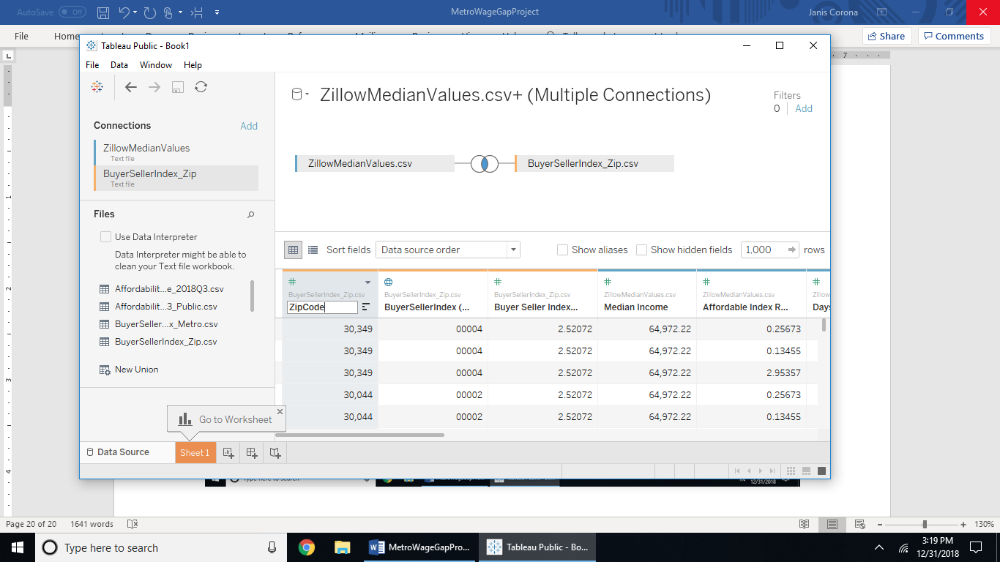 AutoSave Off
MetroWageGapProject
Janis Corona
File Home
Share Comments
Tableau Public - Book1
File Data Window Help
7
ZillowMedianValues.csv+ (Multiple Connections)
Filters
0 Add
Connections Add
ZillowMedianValues
Text file
BuyerSellerIndex_Zip
Text file
ZillowMedianValues.csv
BuyerSellerIndex_Zip.csv
Files
Use Data Interpreter
Data Interpreter might be able to
clean your Text file workbook.
Affordabilit...e_2018Q3.csv
Affordabilit...3_Public.csv
BuyerSeller...x_Metro.csv
BuyerSellerIndex_Zip.csv
New Union
Sort fields Data source order Show aliases Show hidden fields 1,000 rows
BuyerSellerIndex_Zip.csv BuyerSellerIndex_Zip.csv BuyerSellerIndex_Zip.csv ZillowMedianValues.csv ZillowMedianValues.csv Zillow
ZipCode BuyerSellerIndex (... Buyer Seller Index... Median Income Affordable Index R... Days
30,349 00004 2.52072 64,972.22 0.25673
30,349 00004 2.52072 64,972.22 0.13455
30,349 00004 2.52072 64,972.22 2.95357
30,044 00002 2.52072 64,972.22 0.25673
30,044 00002 2.52072 64,972.22 0.13455
Go to Worksheet
Data Source Sheet 1
12/31/2018
1
2
3
4
Page 20 of 20 1641 words 130%
Type here to search
MetroWageGapPro...
Tableau Public - Bo...
3:19 PM
12/31/2018